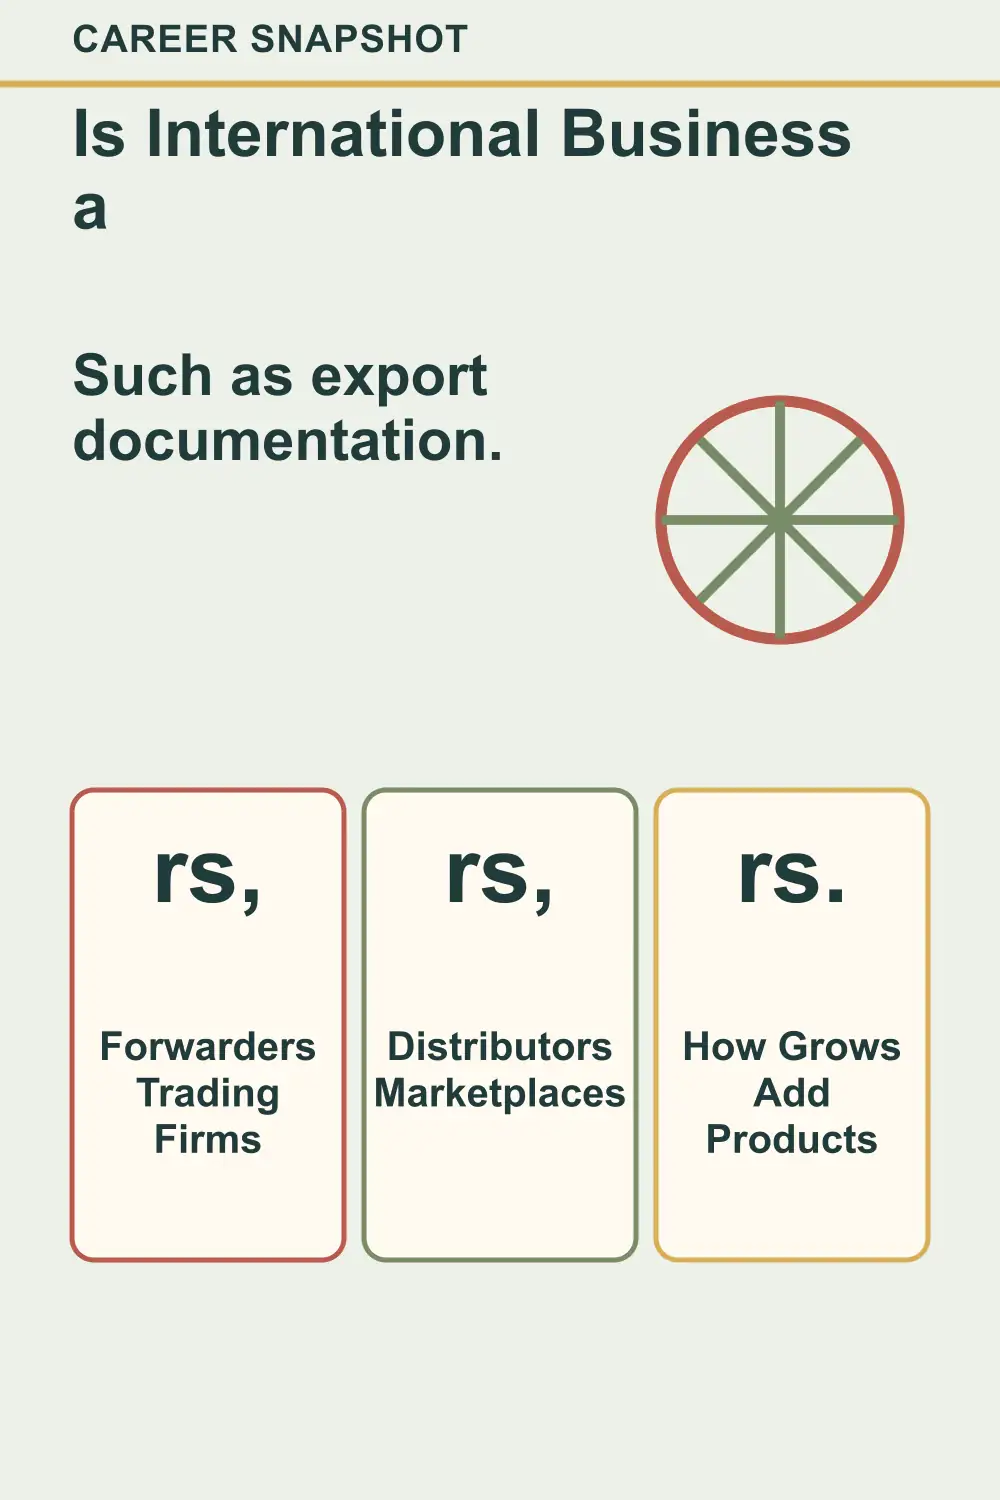 CAREER SNAPSHOT
Is International Business
a
Such as export
documentation.
rs,
Forwarders
Trading
Firms
rs,
Distributors
Marketplaces
rs.
How Grows
Add
Products